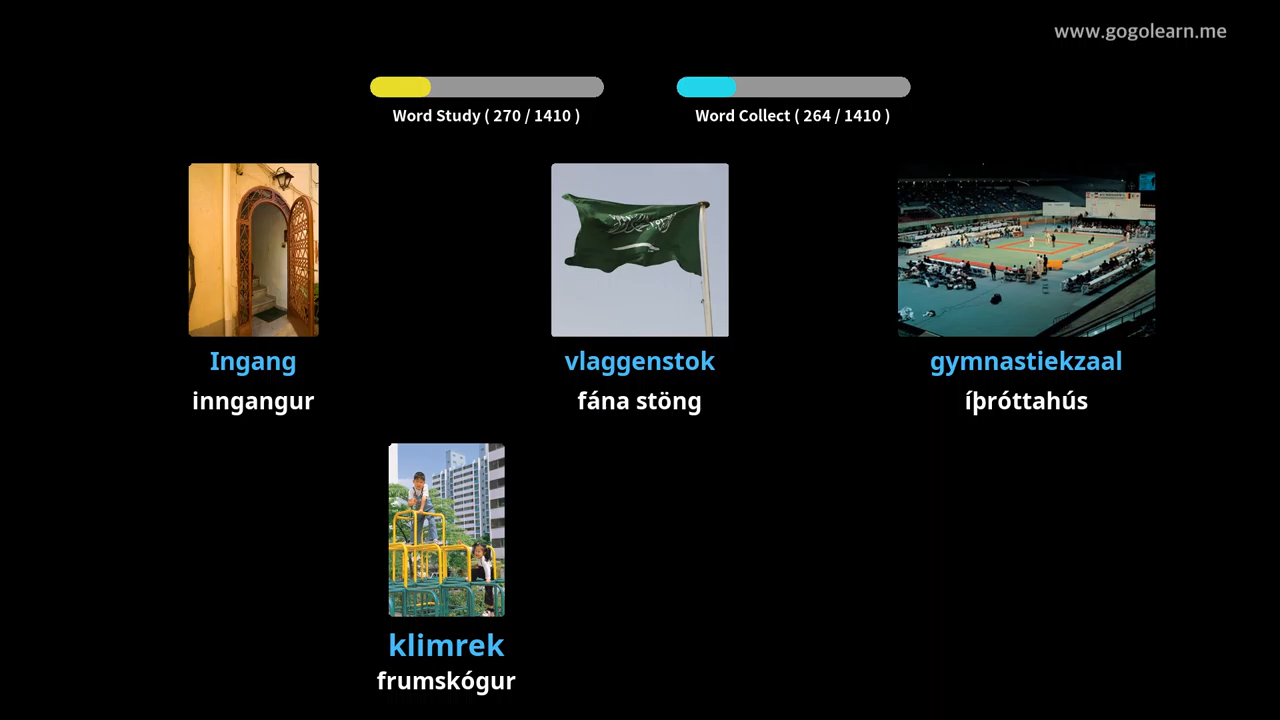 www.gogolearn.me
Word Study ( 270 / 1410 )
Word Collect ( 264 / 1410 )
Ingang
inngangur
vlaggenstok
fána stöng
gymnastiekzaal
íþróttahús
klimrek
frumskógur